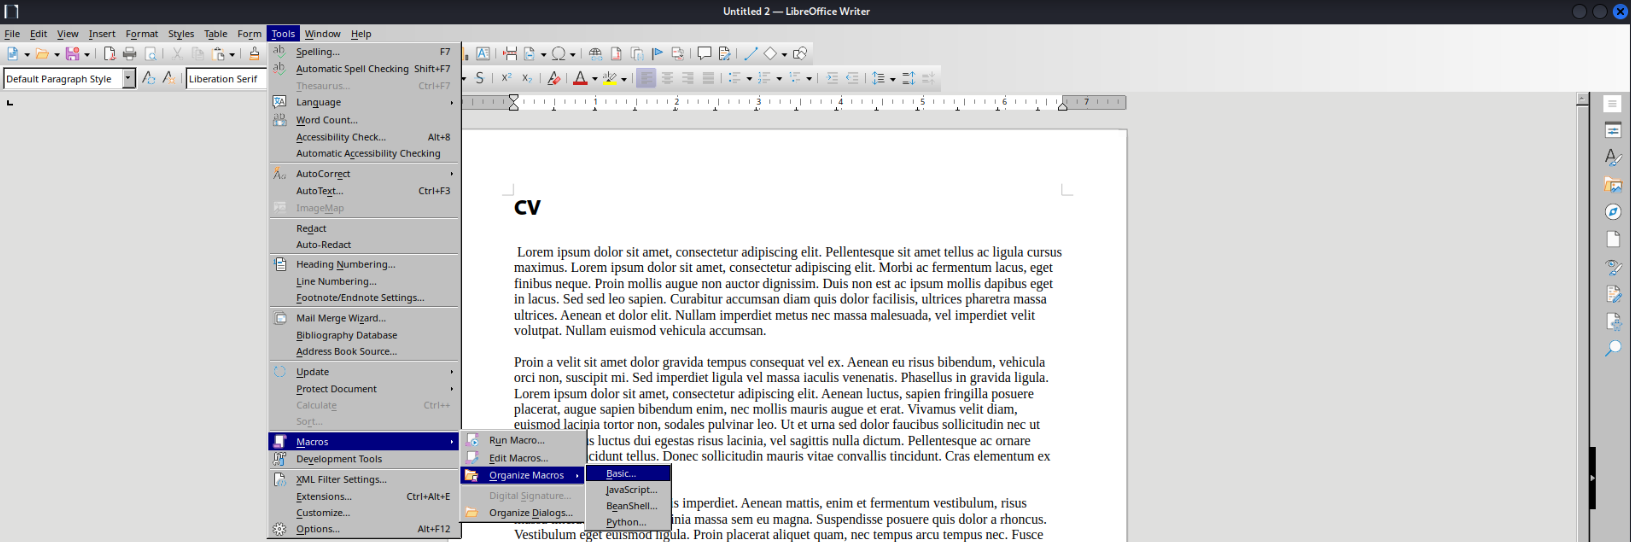 Untitled 2 — LibreOffice Writer
File Edit View Insert Format Styles Table Form Tools Window Help
Default Paragraph Style
Liberation Serif
Spelling... F7
Automatic Spell Checking Shift+F7
Thesaurus... Ctrl+F7
Language
Word Count...
Accessibility Check... Alt+8
Automatic Accessibility Checking
AutoCorrect
AutoText... Ctrl+F3
ImageMap
Redact
Auto-Redact
Heading Numbering...
Line Numbering...
Footnote/Endnote Settings...
Mail Merge Wizard...
Bibliography Database
Address Book Source...
Update
Protect Document
Calculate Ctrl++
Sort...
Macros
Development Tools
XML Filter Settings...
Extensions... Ctrl+Alt+E
Customize...
Options... Alt+F12
Run Macro...
Edit Macros...
Organize Macros
Digital Signature...
Organize Dialogs...
Basic...
JavaScript...
BeanShell...
Python...
1 2 3 4 5 6 7
CV
Lorem ipsum dolor sit amet, consectetur adipiscing elit. Pellentesque sit amet tellus ac ligula cursus
maximus. Lorem ipsum dolor sit amet, consectetur adipiscing elit. Morbi ac fermentum lacus, eget
finibus neque. Proin mollis augue non auctor dignissim. Duis non est ac ipsum mollis dapibus eget
in lacus. Sed sed leo sapien. Curabitur accumsan diam quis dolor facilisis, ultrices pharetra massa
ultrices. Aenean et dolor elit. Nullam imperdiet metus nec massa malesuada, vel imperdiet velit
volutpat. Nullam euismod vehicula accumsan.
Proin a velit sit amet dolor gravida tempus consequat vel ex. Aenean eu risus bibendum, vehicula
orci non, suscipit mi. Sed imperdiet ligula vel massa iaculis venenatis. Phasellus in gravida ligula.
Lorem ipsum dolor sit amet, consectetur adipiscing elit. Aenean luctus, sapien fringilla posuere
placerat, augue sapien bibendum enim, nec mollis mauris augue et erat. Vivamus velit diam,
euismod lacinia tortor non, sodales pulvinar leo. Ut et urna sed dolor faucibus sollicitudin nec ut
luctus dui egestas risus lacinia, vel sagittis nulla dictum. Pellentesque ac ornare
tellus. Donec sollicitudin mauris vitae convallis tincidunt. Cras elementum ex
imperdiet. Aenean mattis, enim et fermentum vestibulum, risus
massa sem eu magna. Suspendisse posuere quis dolor a rhoncus.
Vestibulum eget euismod ligula. Proin placerat aliquet quam, nec tempus arcu tempus nec. Fusce